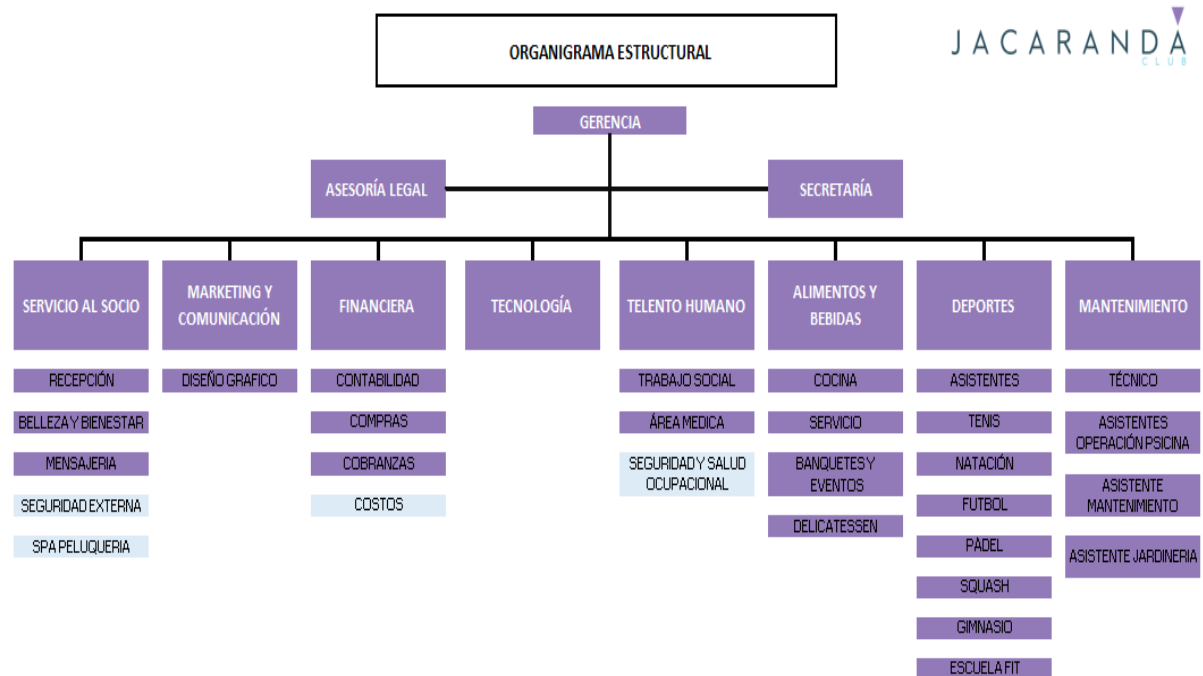 ORGANIGRAMA ESTRUCTURAL
JACARANDÁ
CLUB
GERENCIA
ASESORÍA LEGAL
SECRETARÍA
SERVICIO AL SOCIO
MARKETING Y
COMUNICACIÓN
FINANCIERA
TECNOLOGÍA
TELENTO HUMANO
ALIMENTOS Y
BEBIDAS
DEPORTES
MANTENIMIENTO
RECEPCIÓN
BELLEZA Y BIENESTAR
MENSAJERIA
SEGURIDAD EXTERNA
SPA PELUQUERIA
DISEÑO GRAFICO
CONTABILIDAD
COMPRAS
COBRANZAS
COSTOS
TRABAJO SOCIAL
ÁREA MEDICA
SEGURIDAD Y SALUD
OCUPACIONAL
COCINA
SERVICIO
BANQUETES Y
EVENTOS
DELICATESSEN
ASISTENTES
TENIS
NATACIÓN
FUTBOL
PÁDEL
SQUASH
GIMNASIO
ESCUELA FIT
TÉCNICO
ASISTENTES
OPERACIÓN PSICINA
ASISTENTE
MANTENIMIENTO
ASISTENTE JARDINERIA